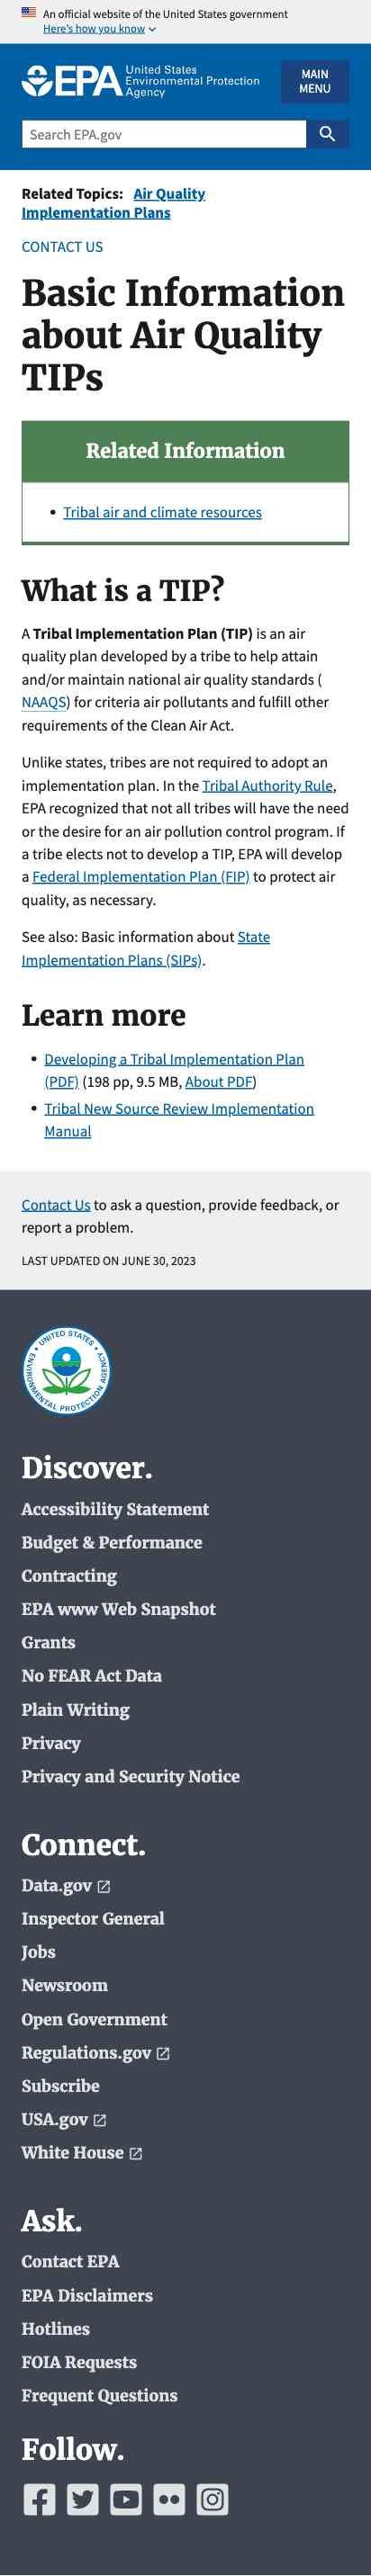 An official website of the United States government
Here's how you know
EPA United States
Environmental Protection
Agency
MAIN
MENU
Search EPA.gov
Related Topics: Air Quality
Implementation Plans
CONTACT US
Basic Information
about Air Quality
TIPs
Related Information
• Tribal air and climate resources
What is a TIP?
A Tribal Implementation Plan (TIP) is an air
quality plan developed by a tribe to help attain
and/or maintain national air quality standards (
NAAQS) for criteria air pollutants and fulfill other
requirements of the Clean Air Act.
Unlike states, tribes are not required to adopt an
implementation plan. In the Tribal Authority Rule,
EPA recognized that not all tribes will have the need
or the desire for an air pollution control program. If
a tribe elects not to develop a TIP, EPA will develop
a Federal Implementation Plan (FIP) to protect air
quality, as necessary.
See also: Basic information about State
Implementation Plans (SIPs).
Learn more
• Developing a Tribal Implementation Plan
(PDF) (198 pp, 9.5 MB, About PDF)
• Tribal New Source Review Implementation
Manual
Contact Us to ask a question, provide feedback, or
report a problem.
LAST UPDATED ON JUNE 30, 2023
UNITED STATES
ENVIRONMENTAL PROTECTION AGENCY
Discover.
Accessibility Statement
Budget & Performance
Contracting
EPA www Web Snapshot
Grants
No FEAR Act Data
Plain Writing
Privacy
Privacy and Security Notice
Connect.
Data.gov
Inspector General
Jobs
Newsroom
Open Government
Regulations.gov
Subscribe
USA.gov
White House
Ask.
Contact EPA
EPA Disclaimers
Hotlines
FOIA Requests
Frequent Questions
Follow.